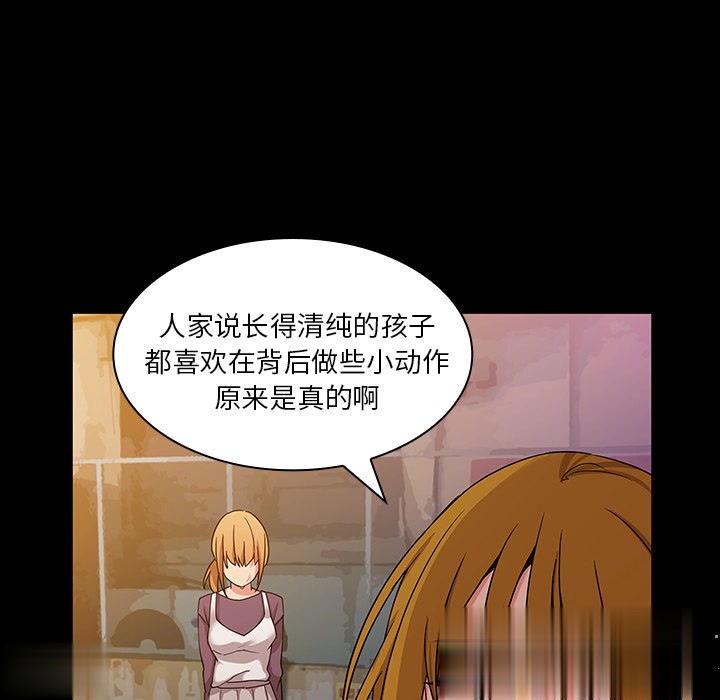 人家说长得清纯的孩子
都喜欢在背后做些小动作
原来是真的啊